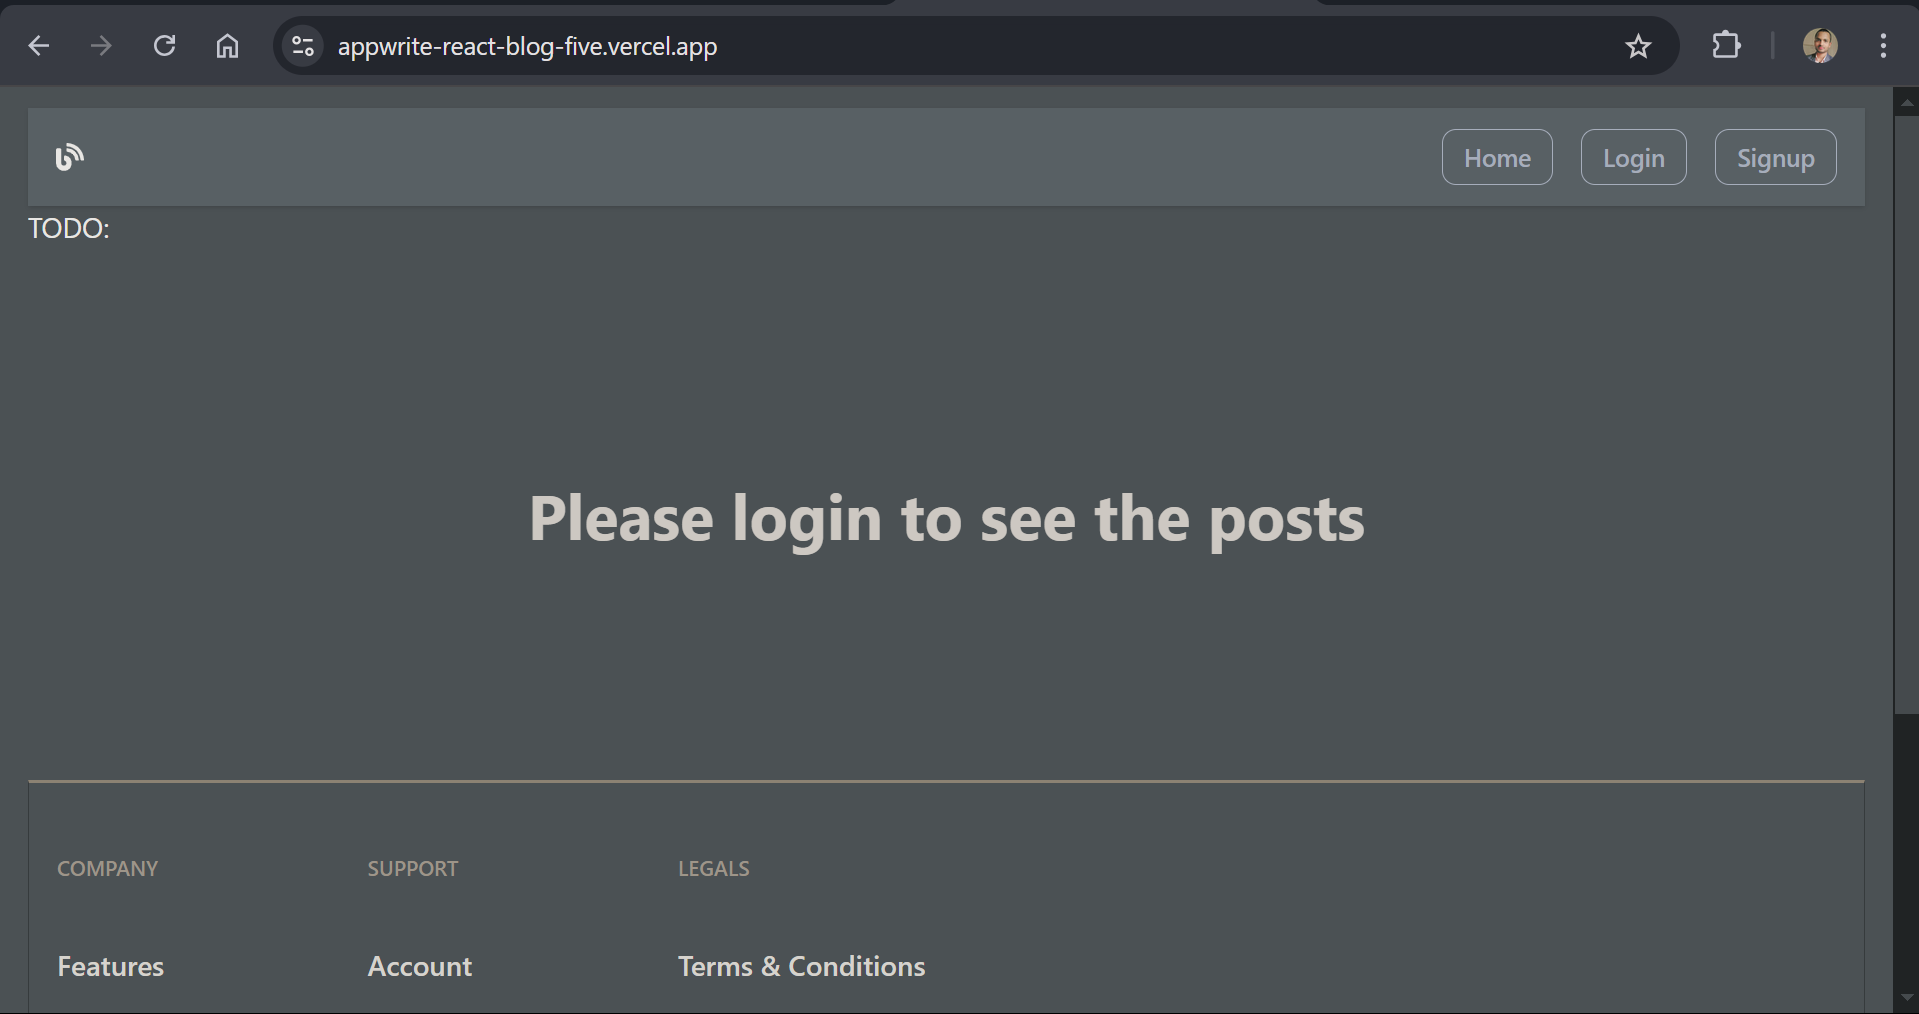 appwrite-react-blog-five.vercel.app
Home Login Signup
TODO:
Please login to see the posts
COMPANY SUPPORT LEGALS
Features Account Terms & Conditions